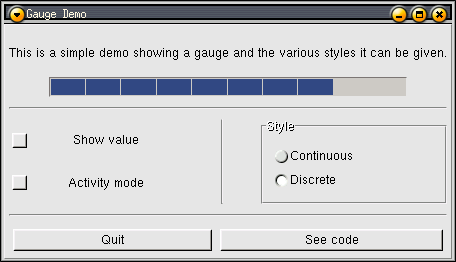 Gauge Demo
This is a simple demo showing a gauge and the various styles it can be given.
Show value
Activity mode
Style
Continuous
Discrete
Quit
See code